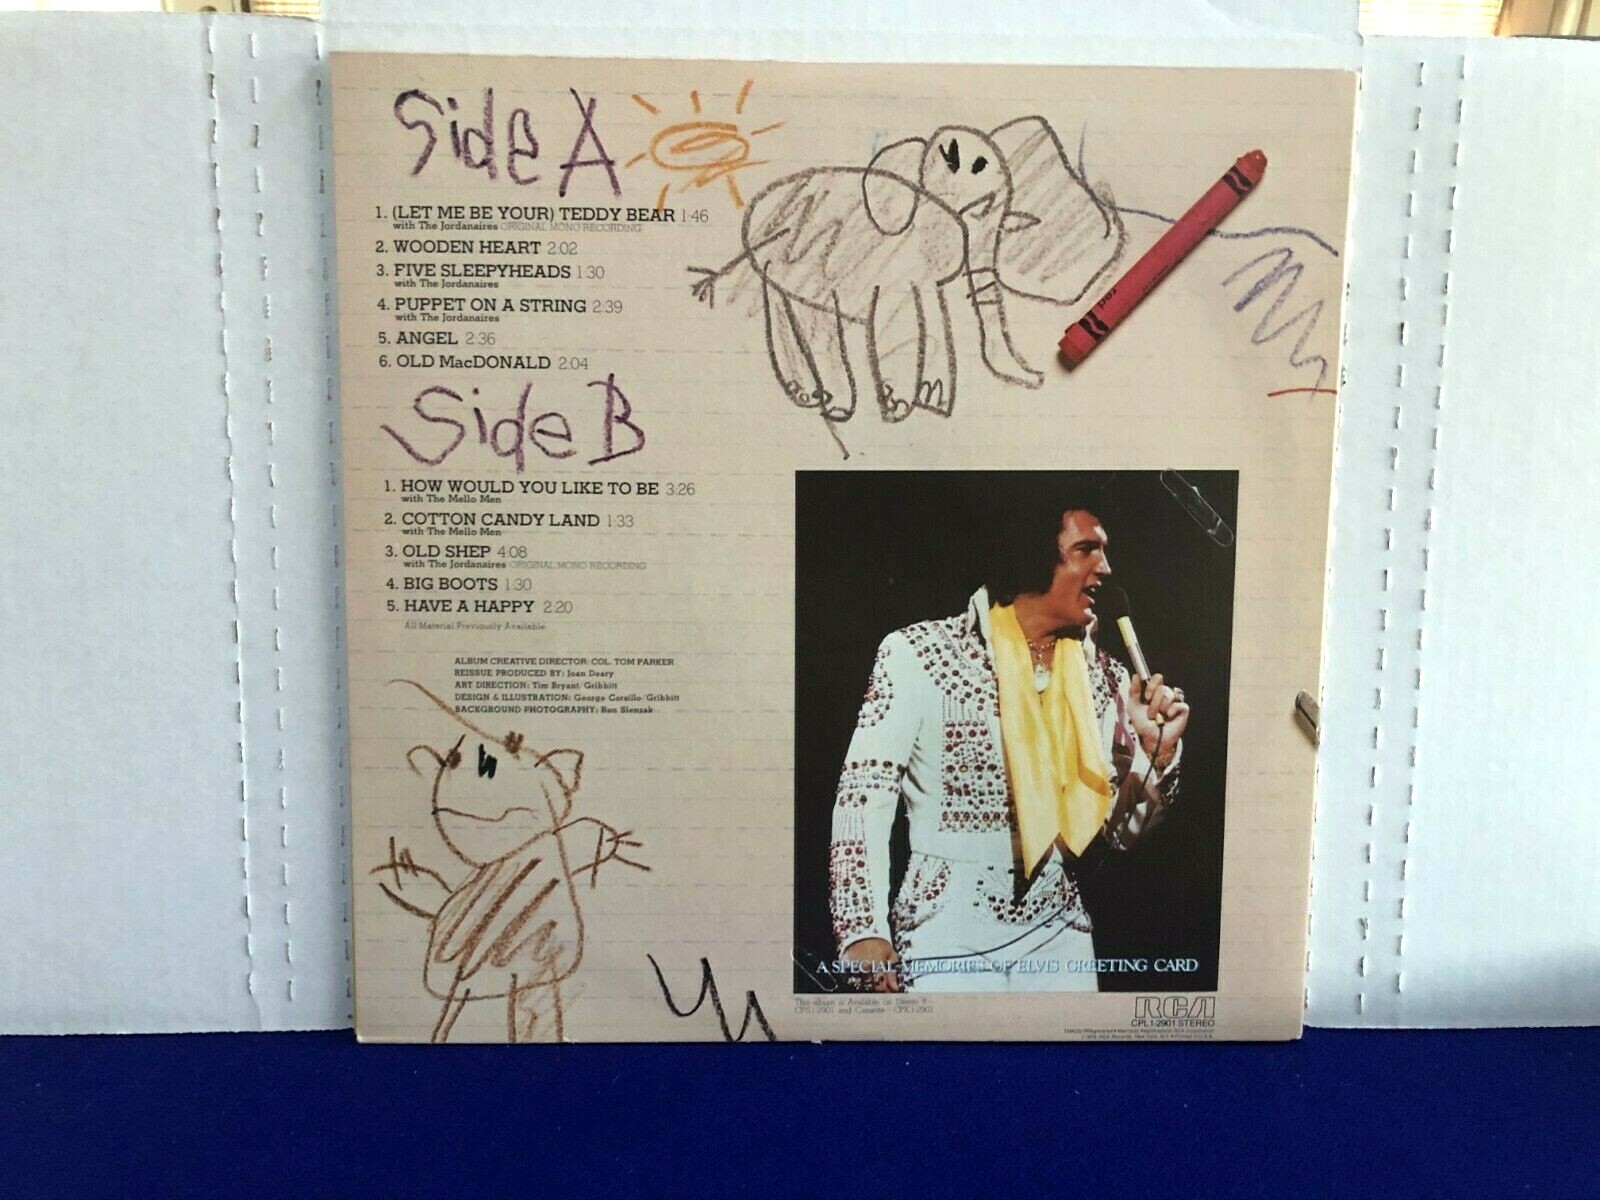 Side A
1. (LET ME BE YOUR) TEDDY BEAR 1:46
with The Jordanaires ORIGINAL MONO RECORDING
2. WOODEN HEART 2:02
3. FIVE SLEEPYHEADS 1:30
with The Jordanaires
4. PUPPET ON A STRING 2:39
with The Jordanaires
5. ANGEL 2:36
6. OLD MacDONALD 2:04
Side B
1. HOW WOULD YOU LIKE TO BE 3:26
with The Mello Men
2. COTTON CANDY LAND 1:33
with The Mello Men
3. OLD SHEP 4:08
with The Jordanaires ORIGINAL MONO RECORDING
4. BIG BOOTS 1:30
5. HAVE A HAPPY 2:20
All Material Previously Available
ALBUM CREATIVE DIRECTOR: COL. TOM PARKER
REISSUE PRODUCED BY: Joan Deary
ART DIRECTION: Tim Bryant/Gribbitt
DESIGN & ILLUSTRATION: George Corsillo/Gribbitt
BACKGROUND PHOTOGRAPHY: Ron Slenzak
red
A SPECIAL MEMORIES OF ELVIS GREETING CARD
This album is Available on Stereo 8—
CPS1-2901 and Cassette—CPK1-2901
RCA
CPL1-2901 STEREO